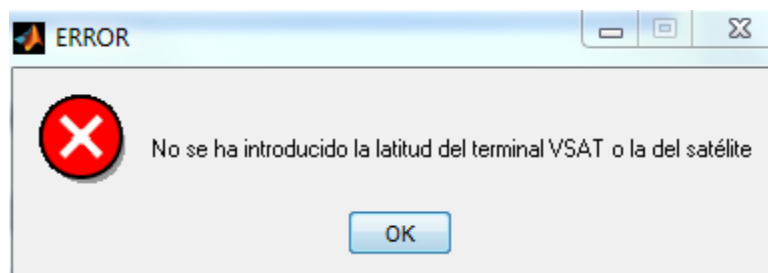 ERROR
No se ha introducido la latitud del terminal VSAT o la del satélite
OK